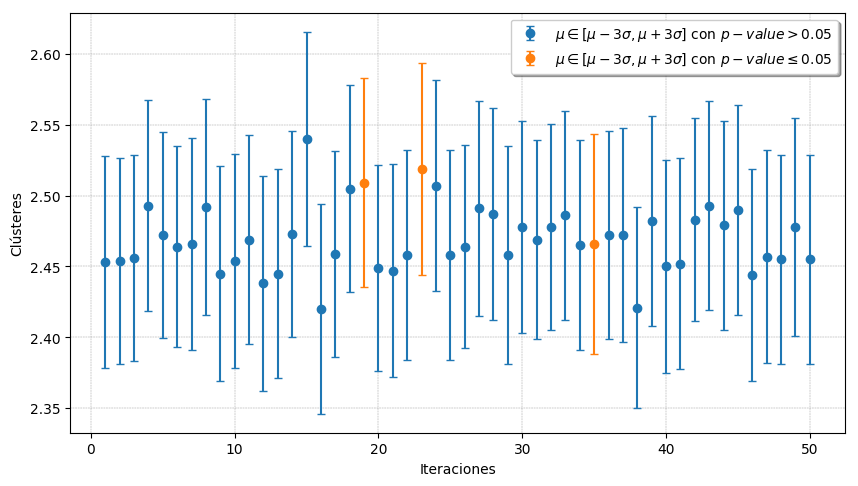 μ ∈ [μ − 3σ, μ + 3σ] con p − value > 0.05
μ ∈ [μ − 3σ, μ + 3σ] con p − value ≤ 0.05
2.60
2.55
2.50
2.45
2.40
2.35
Clústeres
0 10 20 30 40 50
Iteraciones